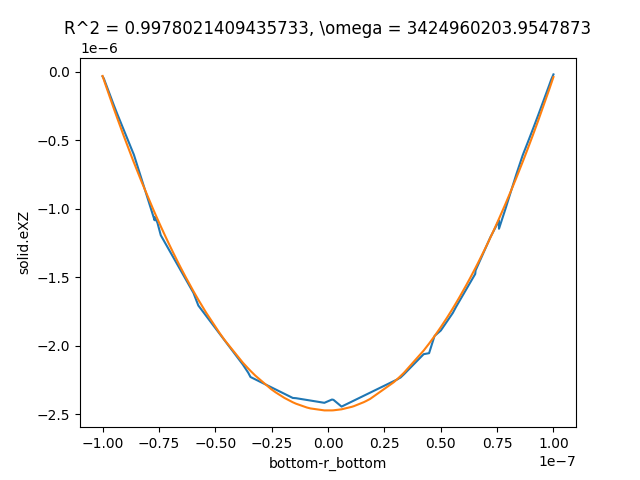 R^2 = 0.9978021409435733, \omega = 3424960203.9547873
1e−6
0.0
−0.5
−1.0
−1.5
−2.0
−2.5
solid.eXZ
−1.00 −0.75 −0.50 −0.25 0.00 0.25 0.50 0.75 1.00
bottom-r_bottom
1e−7